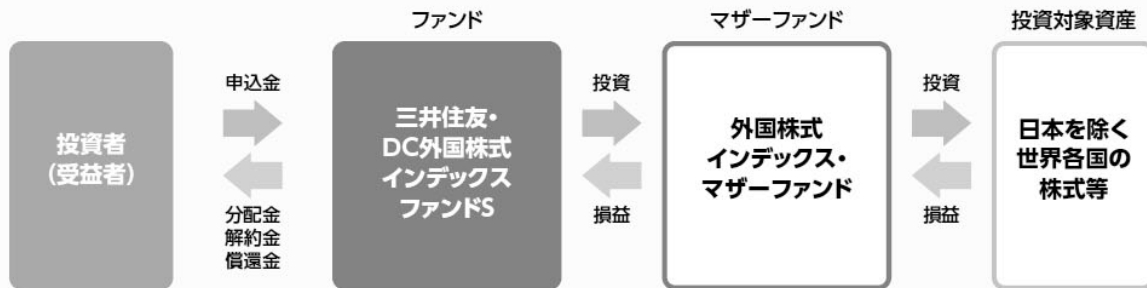 ファンド
マザーファンド
投資対象資産
投資者
(受益者)
申込金
分配金
解約金
償還金
三井住友・
DC外国株式
インデックス
ファンドS
投資
損益
外国株式
インデックス・
マザーファンド
投資
損益
日本を除く
世界各国の
株式等